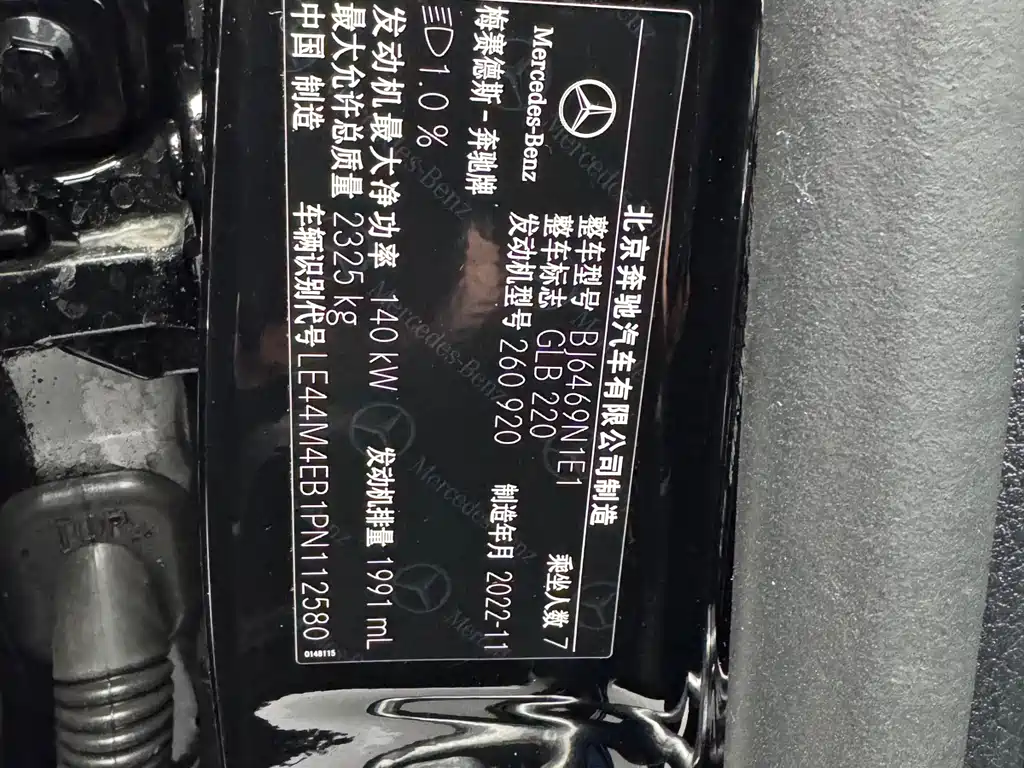 北京奔驰汽车有限公司制造
Mercedes-Benz
整车型号 BJ6469N1E1
乘坐人数 7
整车标志 GLB 220
梅赛德斯-奔驰牌
发动机型号 260 920
制造年月 2022-11
1.0 %
发动机最大净功率 140 kW
发动机排量 1991 mL
最大允许总质量 2325 kg
中国 制造
车辆识别代号 LE44M4EB1PN112580
0148115